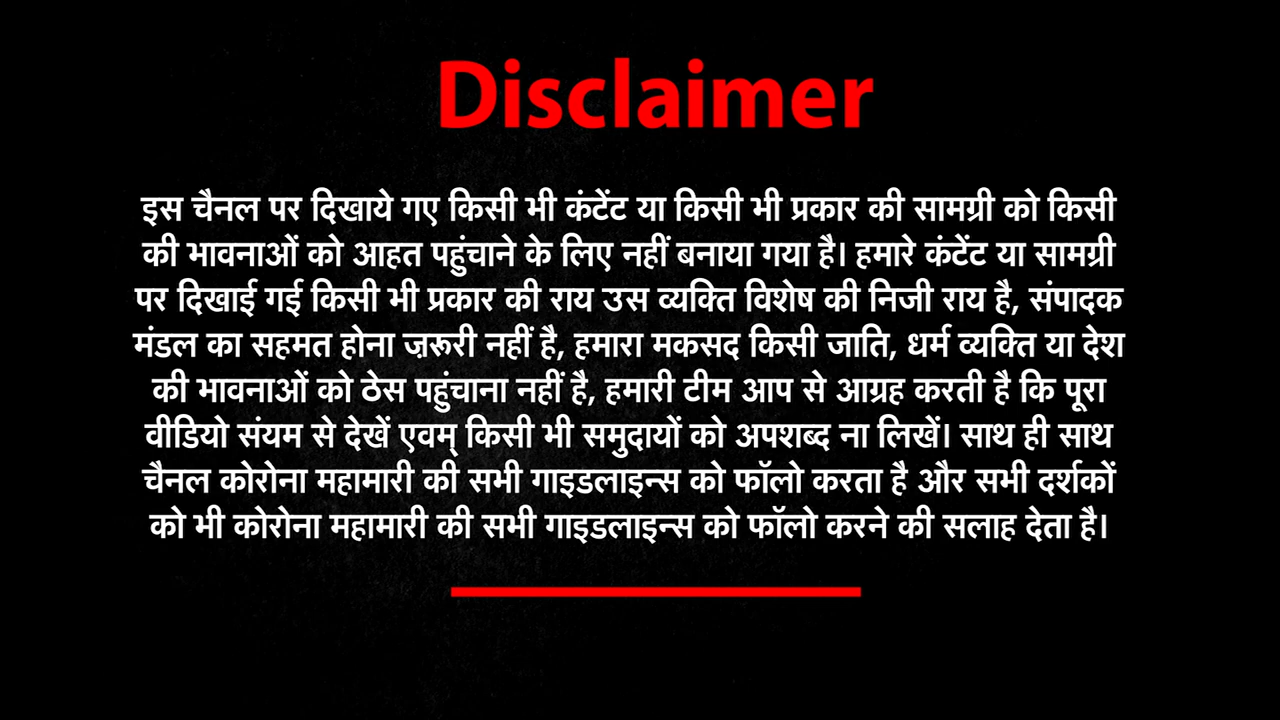 Disclaimer
इस चैनल पर दिखाये गए किसी भी कंटेंट या किसी भी प्रकार की सामग्री को किसी
की भावनाओं को आहत पहुंचाने के लिए नहीं बनाया गया है। हमारे कंटेंट या सामग्री
पर दिखाई गई किसी भी प्रकार की राय उस व्यक्ति विशेष की निजी राय है, संपादक
मंडल का सहमत होना ज़रूरी नहीं है, हमारा मकसद किसी जाति, धर्म व्यक्ति या देश
की भावनाओं को ठेस पहुंचाना नहीं है, हमारी टीम आप से आग्रह करती है कि पूरा
वीडियो संयम से देखें एवम् किसी भी समुदायों को अपशब्द ना लिखें। साथ ही साथ
चैनल कोरोना महामारी की सभी गाइडलाइन्स को फॉलो करता है और सभी दर्शकों
को भी कोरोना महामारी की सभी गाइडलाइन्स को फॉलो करने की सलाह देता है।